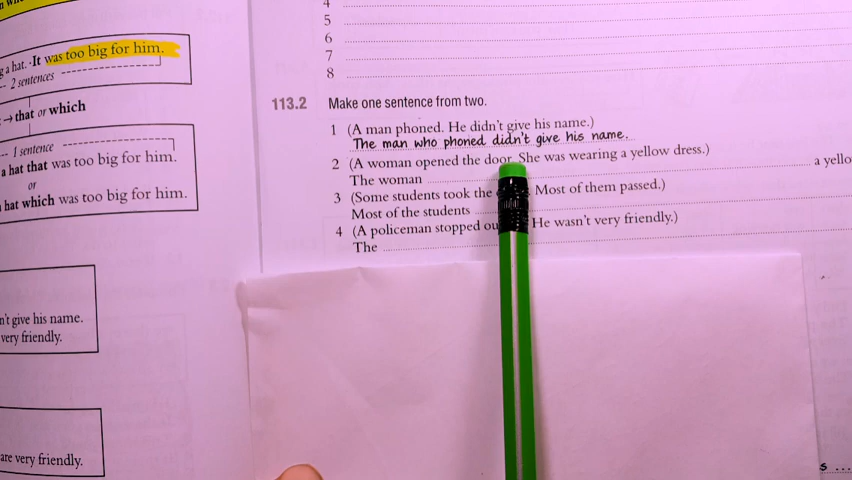 g a hat. It was too big for him.
2 sentences
→ that or which
1 sentence
a hat that was too big for him.
or
hat which was too big for him.
n't give his name.
very friendly.
are very friendly.
4
5
6
7
8
113.2 Make one sentence from two.
1 (A man phoned. He didn't give his name.)
The man who phoned didn't give his name.
2 (A woman opened the door. She was wearing a yellow dress.)
The woman a yello
3 (Some students took the Most of them passed.)
Most of the students
4 (A policeman stopped ou He wasn't very friendly.)
The
s